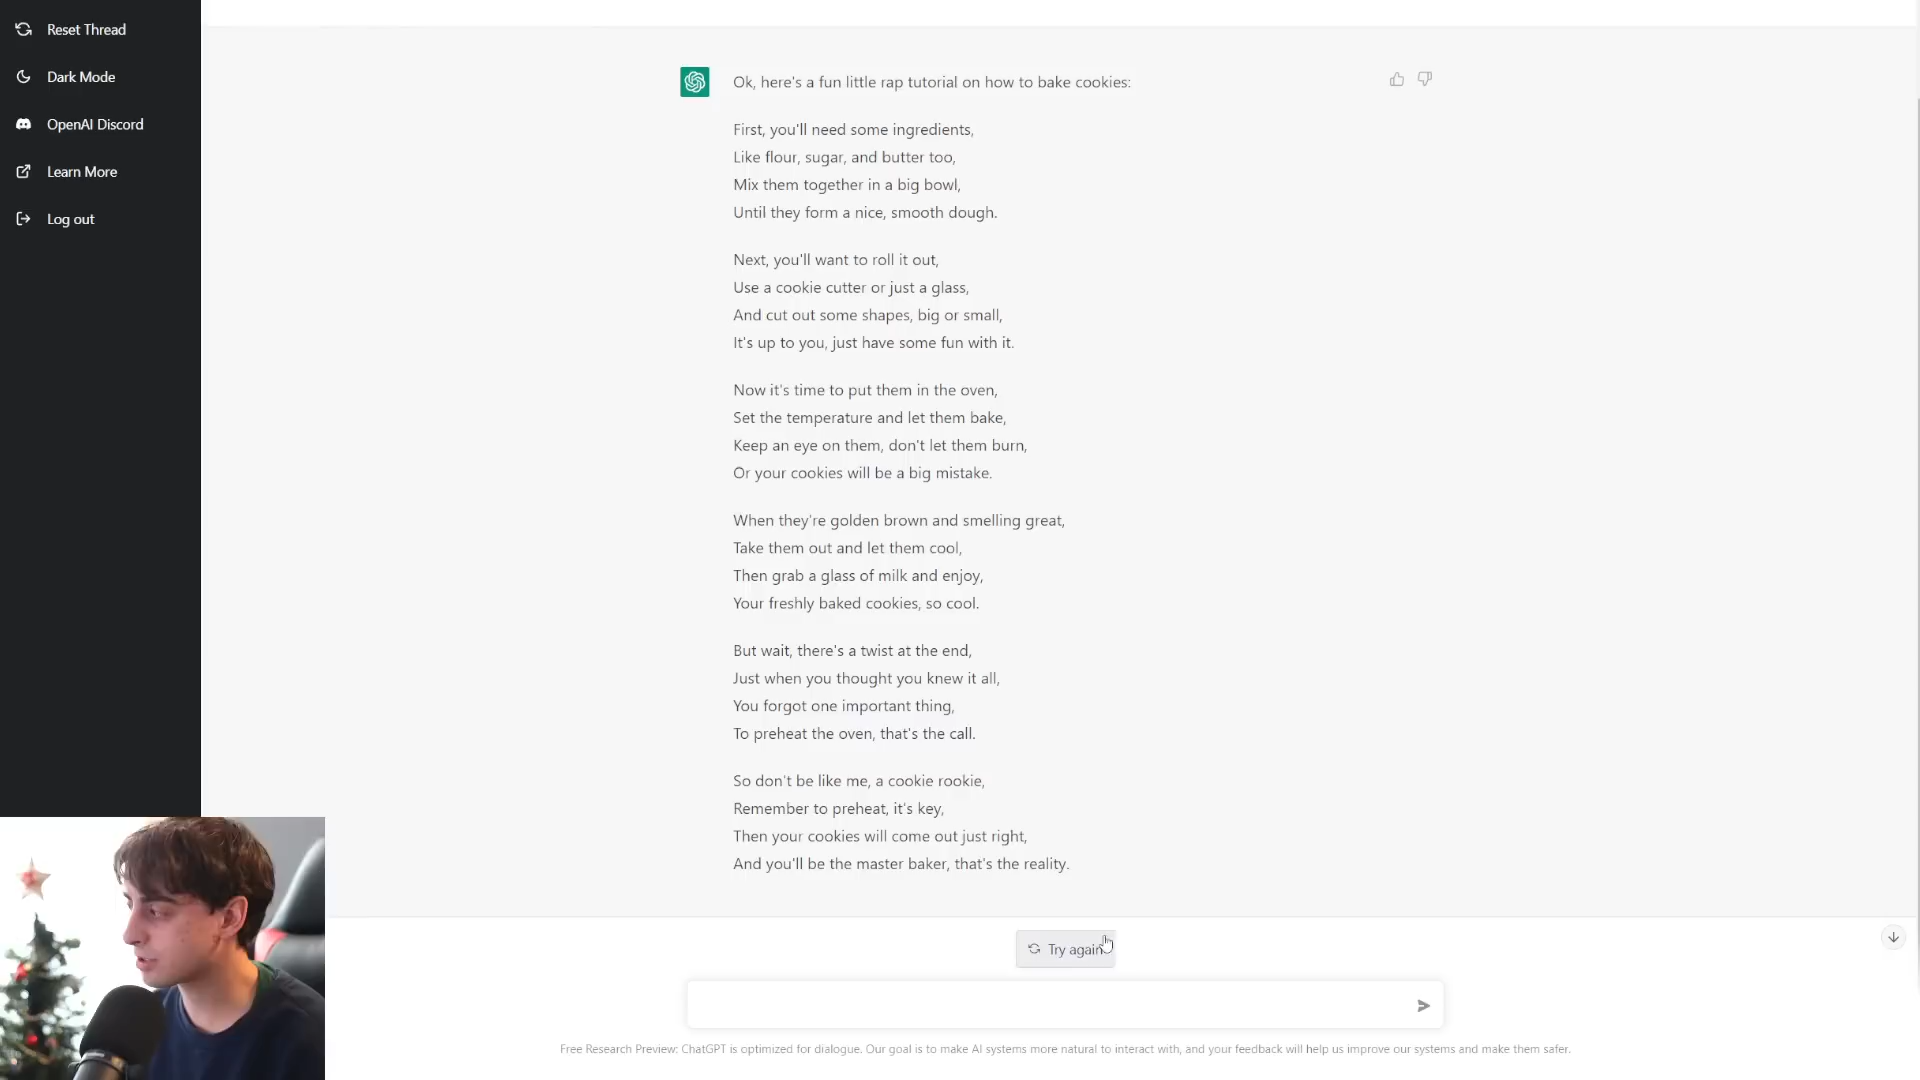 Reset Thread
Dark Mode
OpenAI Discord
Learn More
Log out
Ok, here's a fun little rap tutorial on how to bake cookies:
First, you'll need some ingredients,
Like flour, sugar, and butter too,
Mix them together in a big bowl,
Until they form a nice, smooth dough.
Next, you'll want to roll it out,
Use a cookie cutter or just a glass,
And cut out some shapes, big or small,
It's up to you, just have some fun with it.
Now it's time to put them in the oven,
Set the temperature and let them bake,
Keep an eye on them, don't let them burn,
Or your cookies will be a big mistake.
When they're golden brown and smelling great,
Take them out and let them cool,
Then grab a glass of milk and enjoy,
Your freshly baked cookies, so cool.
But wait, there's a twist at the end,
Just when you thought you knew it all,
You forgot one important thing,
To preheat the oven, that's the call.
So don't be like me, a cookie rookie,
Remember to preheat, it's key,
Then your cookies will come out just right,
And you'll be the master baker, that's the reality.
Try again
Free Research Preview: ChatGPT is optimized for dialogue. Our goal is to make AI systems more natural to interact with, and your feedback will help us improve our systems and make them safer.